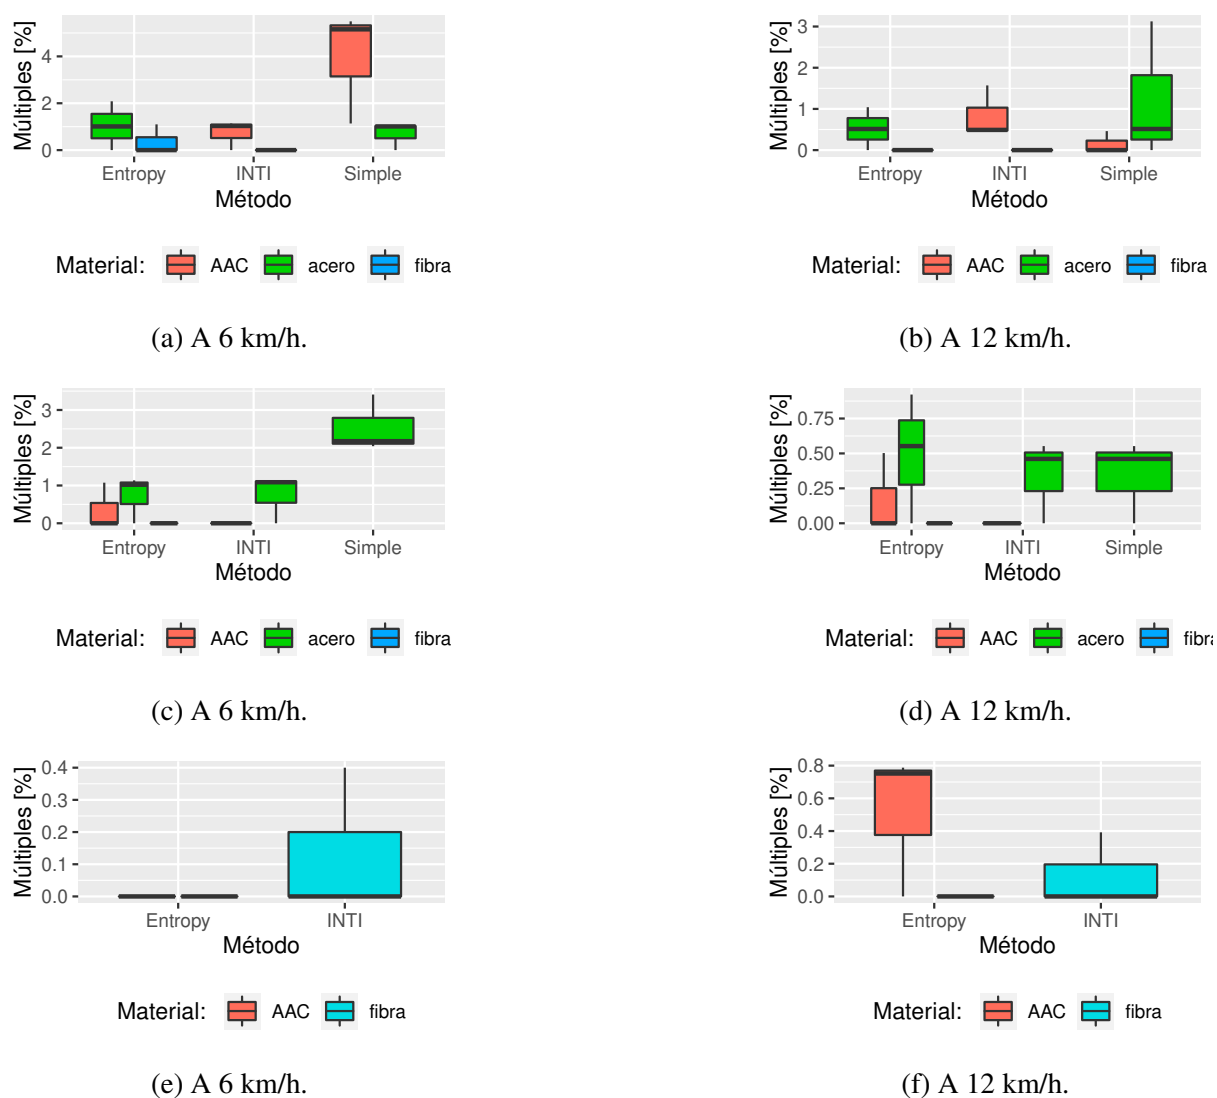 Múltiples [%]
4
2
0
Entropy INTI Simple
Método
Material: AAC acero fibra
(a) A 6 km/h.
Múltiples [%]
3
2
1
0
Entropy INTI Simple
Método
Material: AAC acero fibra
(b) A 12 km/h.
Múltiples [%]
3
2
1
0
Entropy INTI Simple
Método
Material: AAC acero fibra
(c) A 6 km/h.
Múltiples [%]
0.75
0.50
0.25
0.00
Entropy INTI Simple
Método
Material: AAC acero fibra
(d) A 12 km/h.
Múltiples [%]
0.4
0.3
0.2
0.1
0.0
Entropy INTI
Método
Material: AAC fibra
(e) A 6 km/h.
Múltiples [%]
0.8
0.6
0.4
0.2
0.0
Entropy INTI
Método
Material: AAC fibra
(f) A 12 km/h.